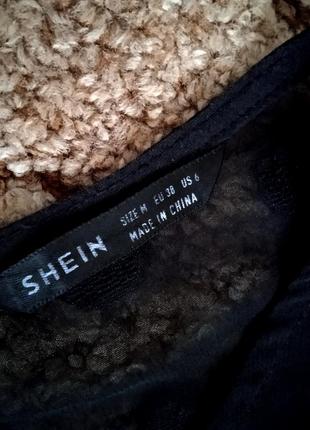 SHEIN
SIZE M EU 38 US 6
MADE IN CHINA